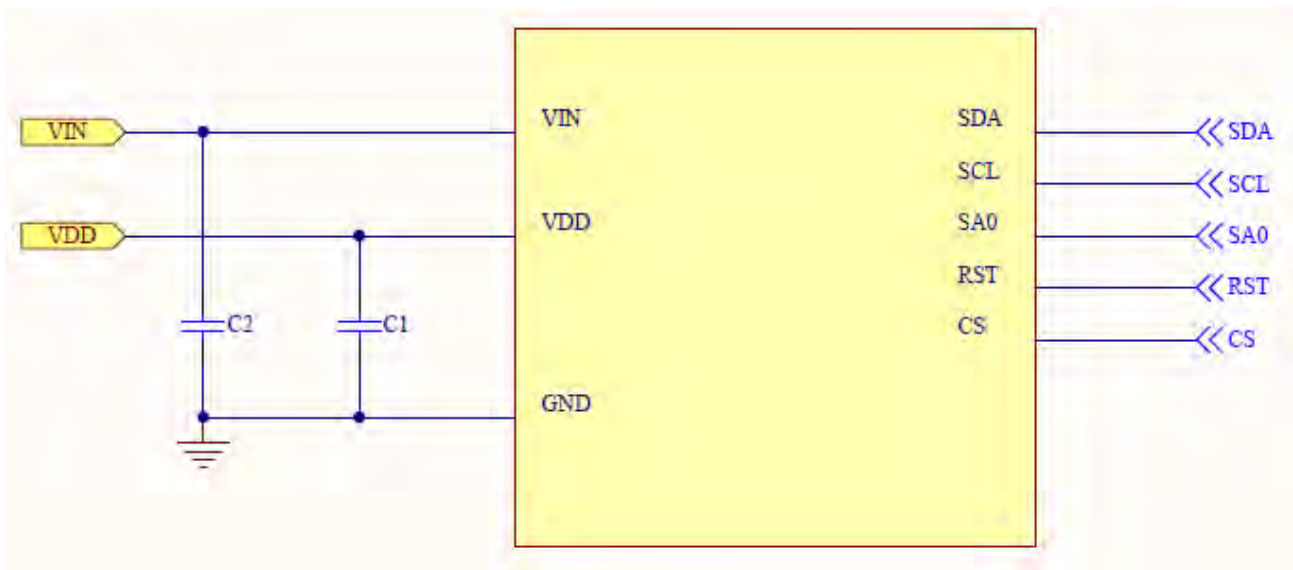 VIN
VIN
SDA
SDA
SCL
SCL
VDD
VDD
SA0
SA0
RST
RST
C2
C1
CS
CS
GND